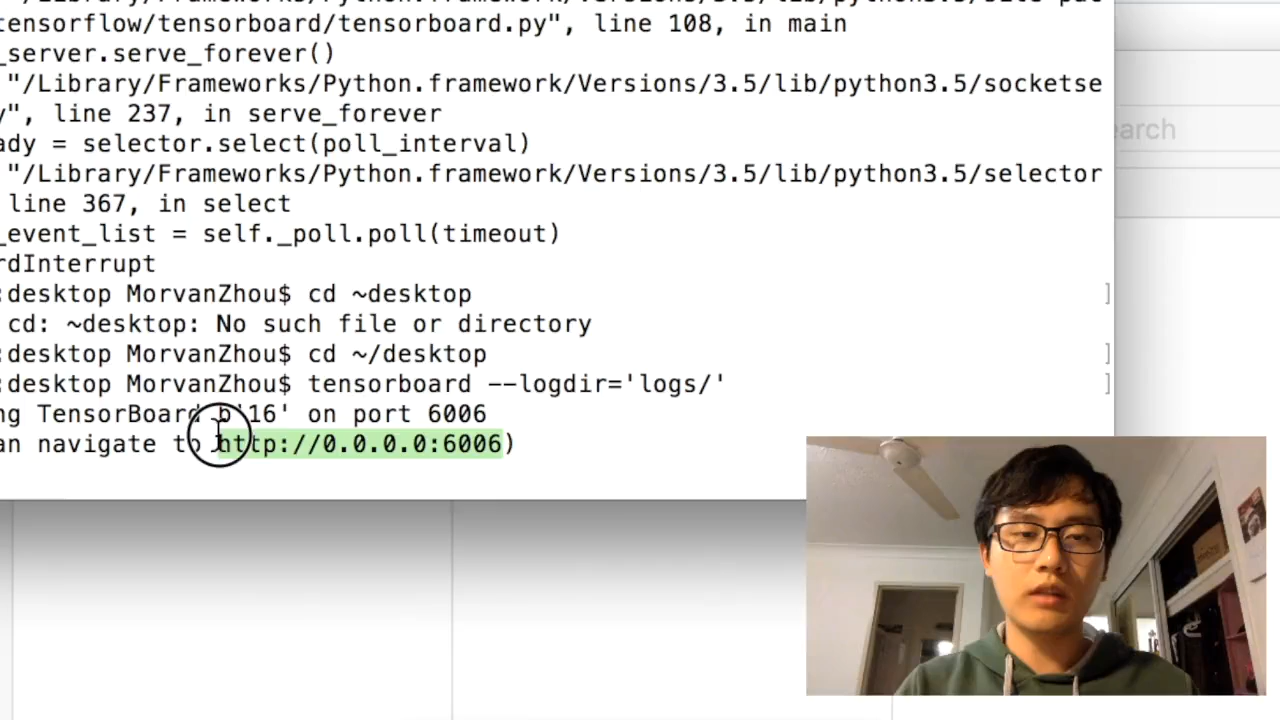 tensorflow/tensorboard/tensorboard.py", line 108, in main
_server.serve_forever()
"/Library/Frameworks/Python.framework/Versions/3.5/lib/python3.5/socketse
y", line 237, in serve_forever
ady = selector.select(poll_interval)
"/Library/Frameworks/Python.framework/Versions/3.5/lib/python3.5/selector
line 367, in select
_event_list = self._poll.poll(timeout)
rdInterrupt
:desktop MorvanZhou$ cd ~desktop
cd: ~desktop: No such file or directory
:desktop MorvanZhou$ cd ~/desktop
:desktop MorvanZhou$ tensorboard --logdir='logs/'
ng TensorBoard b'16' on port 6006
an navigate to http://0.0.0.0:6006)
earch